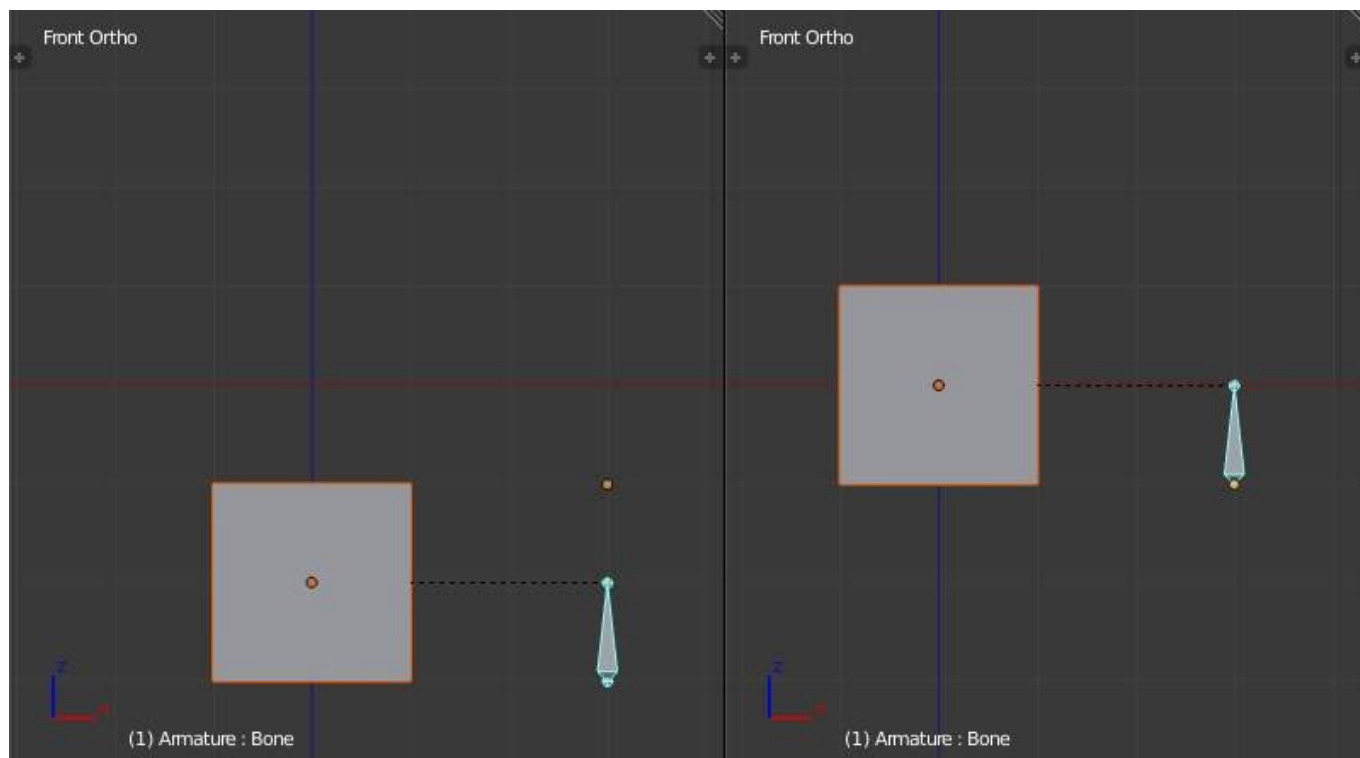 Front Ortho
z
(1) Armature : Bone
Front Ortho
z
(1) Armature : Bone